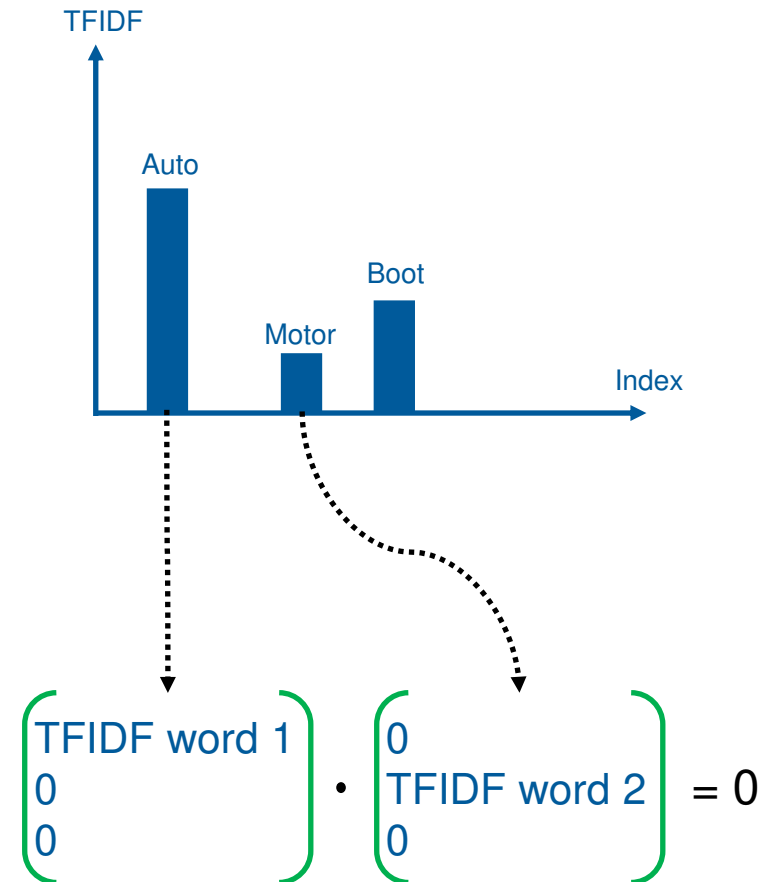 TFIDF
Auto
Boot
Motor
Index
TFIDF word 1
0
0
·
0
TFIDF word 2
0
= 0